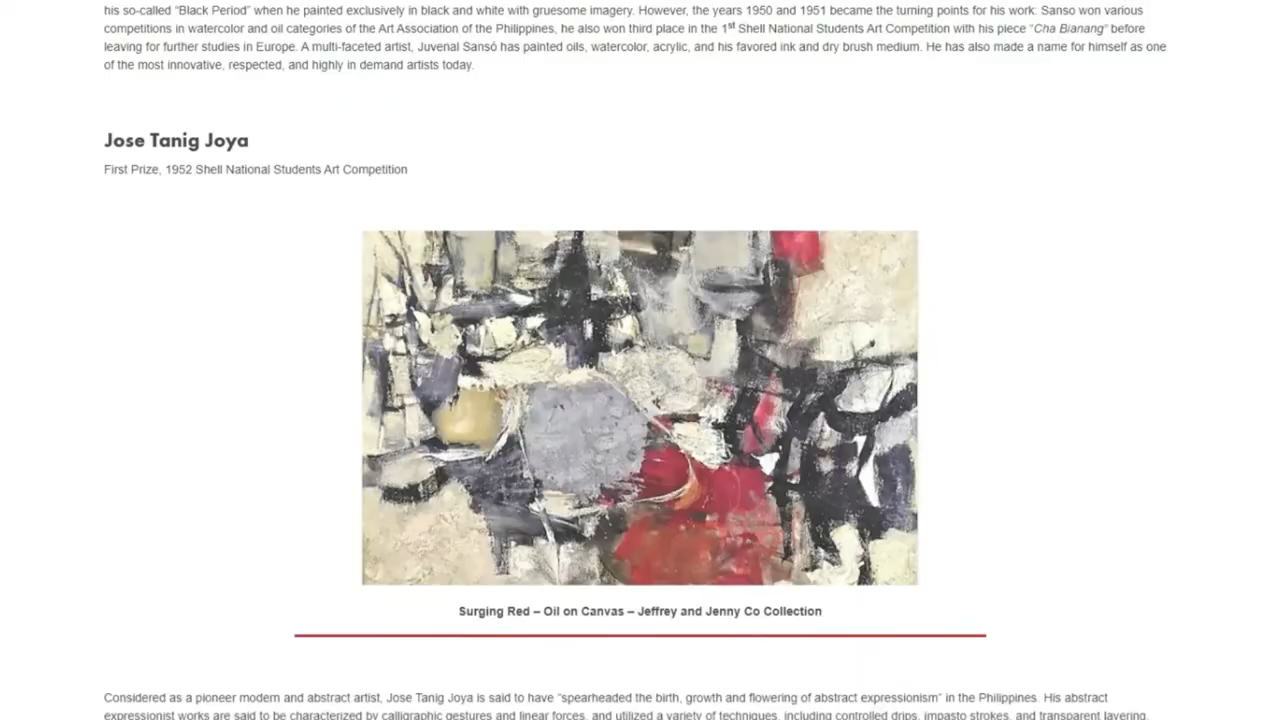 his so-called “Black Period” when he painted exclusively in black and white with gruesome imagery. However, the years 1950 and 1951 became the turning points for his work: Sanso won various
competitions in watercolor and oil categories of the Art Association of the Philippines, he also won third place in the 1st Shell National Students Art Competition with his piece “Cha Bianang” before
leaving for further studies in Europe. A multi-faceted artist, Juvenal Sansó has painted oils, watercolor, acrylic, and his favored ink and dry brush medium. He has also made a name for himself as one
of the most innovative, respected, and highly in demand artists today.
Jose Tanig Joya
First Prize, 1952 Shell National Students Art Competition
Surging Red – Oil on Canvas – Jeffrey and Jenny Co Collection
Considered as a pioneer modern and abstract artist, Jose Tanig Joya is said to have “spearheaded the birth, growth and flowering of abstract expressionism” in the Philippines. His abstract
expressionist works are said to be characterized by calligraphic gestures and linear forces, and utilized a variety of techniques, including controlled drips, impasto strokes, and transparent layering.